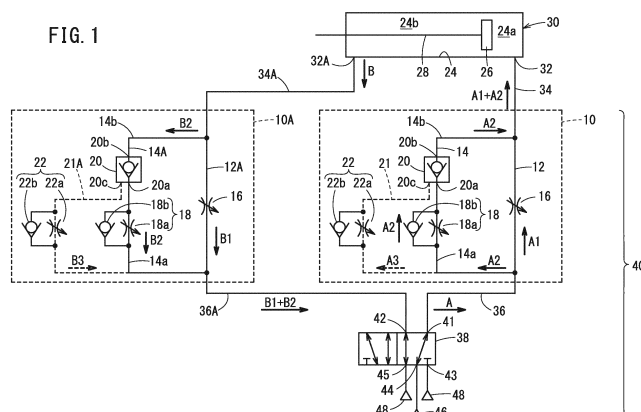 FIG. 1
24b
24a
30
32A
B
28
24
26
32
34A
34
A1+A2
14b
B2
10A
14b
A2
10
20b
14A
20b
14
22
21A
20
12A
22
21
20
12
22b
22a
20c
20a
16
22b
22a
20c
20a
16
18b
18
18b
18
18a
B2
B1
A2
18a
A1
B3
14a
A3
14a
A2
40
36A
B1+B2
A
36
42
41
38
45
43
44
48
48
46